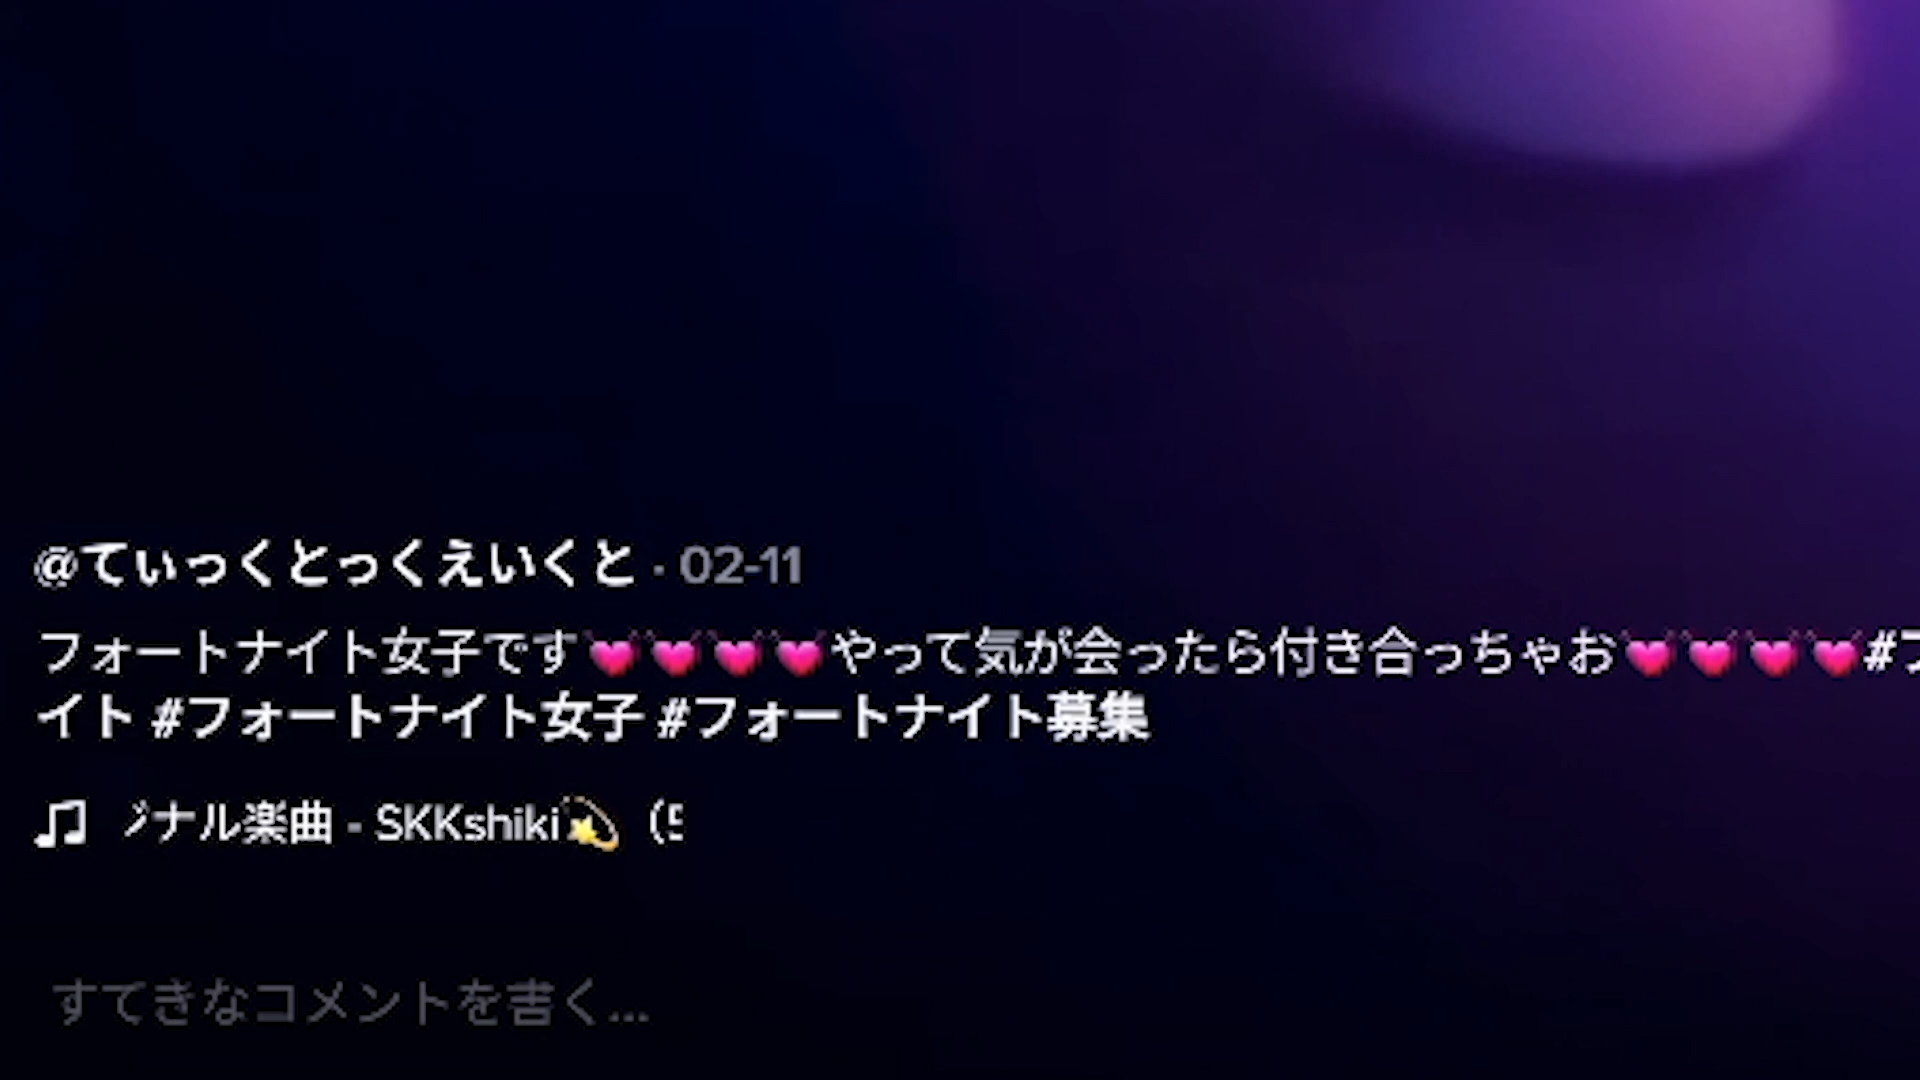 @てぃっくとっくえいくと · 02-11
フォートナイト女子です💓💓💓💓やって気が会ったら付き合っちゃお💓💓💓💓#フ
イト #フォートナイト女子 #フォートナイト募集
ジナル楽曲 - SKKshiki💫 (5
すてきなコメントを書く...